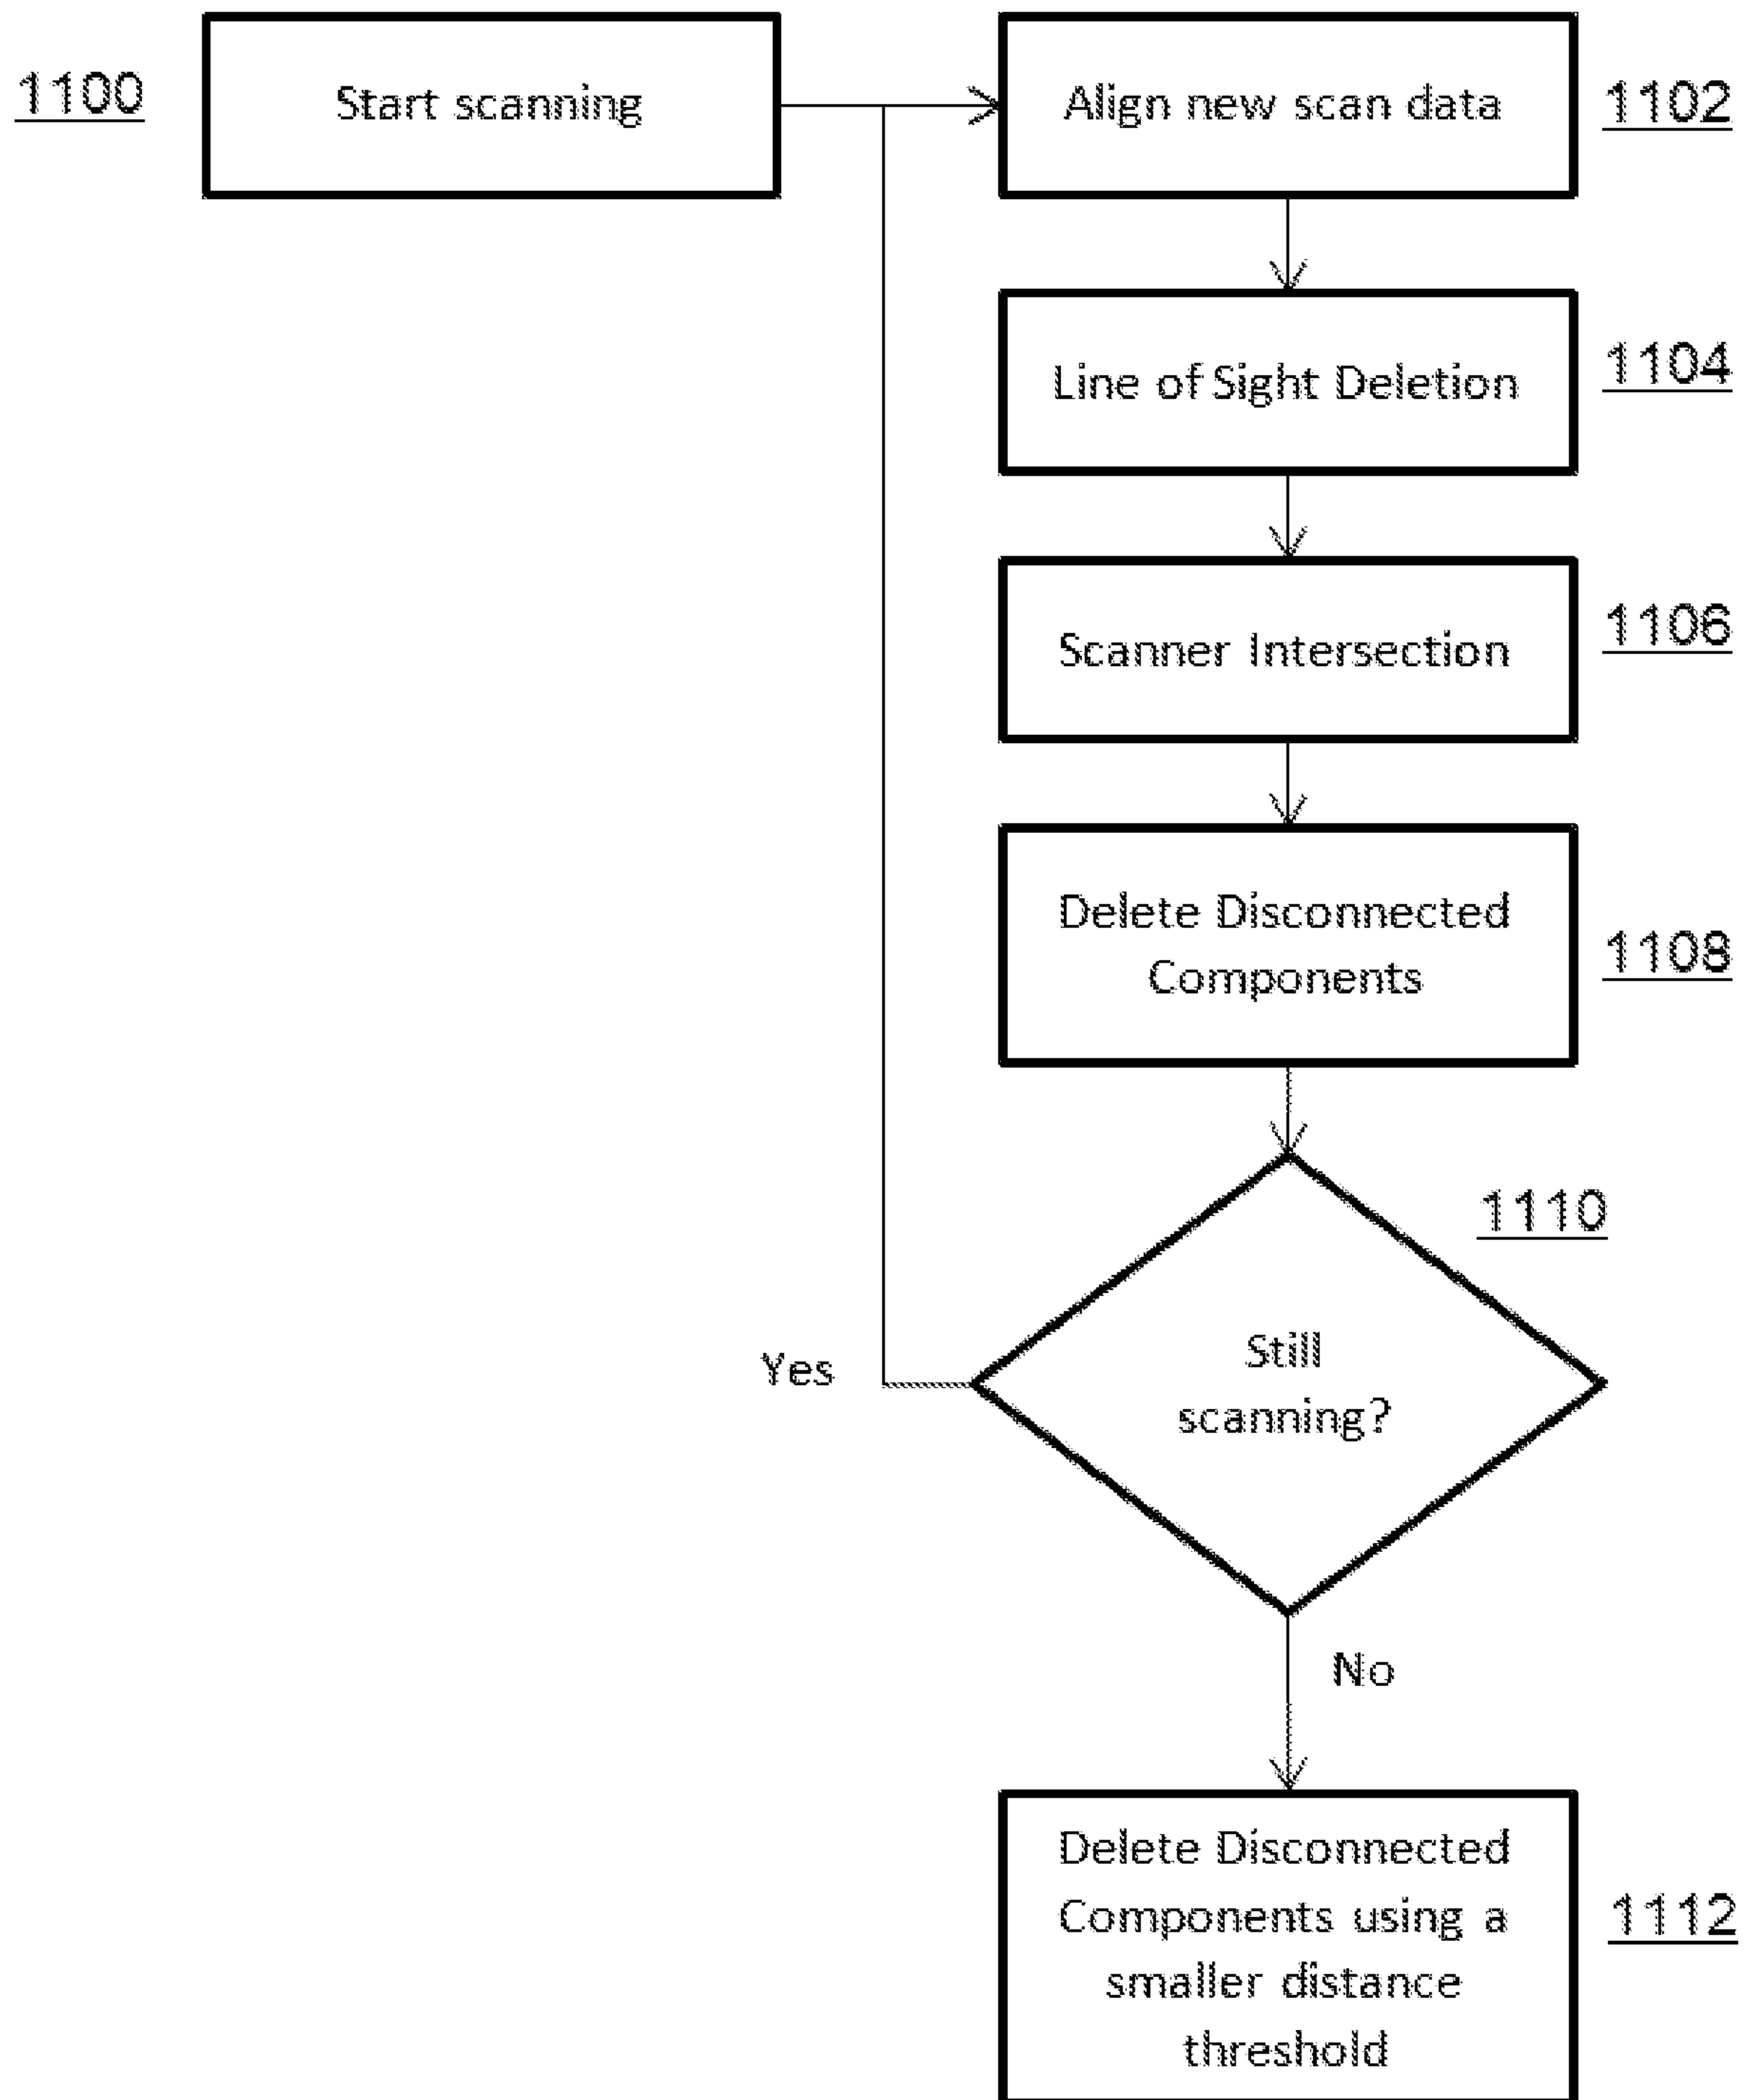 1100
Start scanning
Align new scan data
1102
Line of Sight Deletion
1104
Scanner Intersection
1106
Delete Disconnected
Components
1108
1110
Still
scanning?
Yes
No
Delete Disconnected
Components using a
smaller distance
threshold
1112